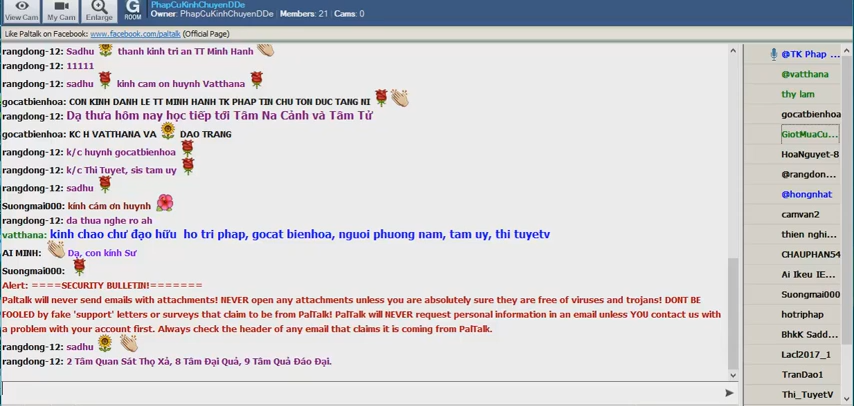 View Cam
My Cam
Enlarge
G
ROOM
PhapCuKinhChuyenDDe
Owner: PhapCuKinhChuyenDDe | Members: 21 | Cams: 0
Like Paltalk on Facebook: www.facebook.com/paltalk (Official Page)
rangdong-12: Sadhu thanh kinh tri an TT Minh Hanh
rangdong-12: 11111
rangdong-12: sadhu kinh cam on huynh Vatthana
gocatbienhoa: CON KINH DANH LE TT MINH HANH TK PHAP TIN CHU TON DUC TANG NI
rangdong-12: Dạ thưa hôm nay học tiếp tới Tâm Na Cảnh và Tâm Tử
gocatbienhoa: KC H VATTHANA VA DAO TRANG
rangdong-12: k/c huynh gocatbienhoa
rangdong-12: k/c Thi Tuyet, sis tam uy
rangdong-12: sadhu
Suongmai000: kính cám ơn huynh
rangdong-12: da thua nghe ro ah
vatthana: kinh chao chư đạo hữu ho tri phap, gocat bienhoa, nguoi phuong nam, tam uy, thi tuyetv
AI MINH: Dạ, con kính Sư
Suongmai000:
Alert: ====SECURITY BULLETIN!=======
Paltalk will never send emails with attachments! NEVER open any attachments unless you are absolutely sure they are free of viruses and trojans! DONT BE
FOOLED by fake 'support' letters or surveys that claim to be from PalTalk! PalTalk will NEVER request personal information in an email unless YOU contact us with
a problem with your account first. Always check the header of any email that claims it is coming from PalTalk.
rangdong-12: sadhu
rangdong-12: 2 Tâm Quan Sát Thọ Xả, 8 Tâm Đại Quả, 9 Tâm Quả Đáo Đại.
@TK Phap ...
@vatthana
thy lam
gocatbienhoa
GiotMuaCu...
HoaNguyet-8
@rangdon...
@hongnhat
camvan2
thien nghi...
CHAUPHAN54
Ai Ikeu IE...
Suongmai000
hotriphap
BhkK Sadd...
Lacl2017_1
TranDao1
Thi_TuyetV